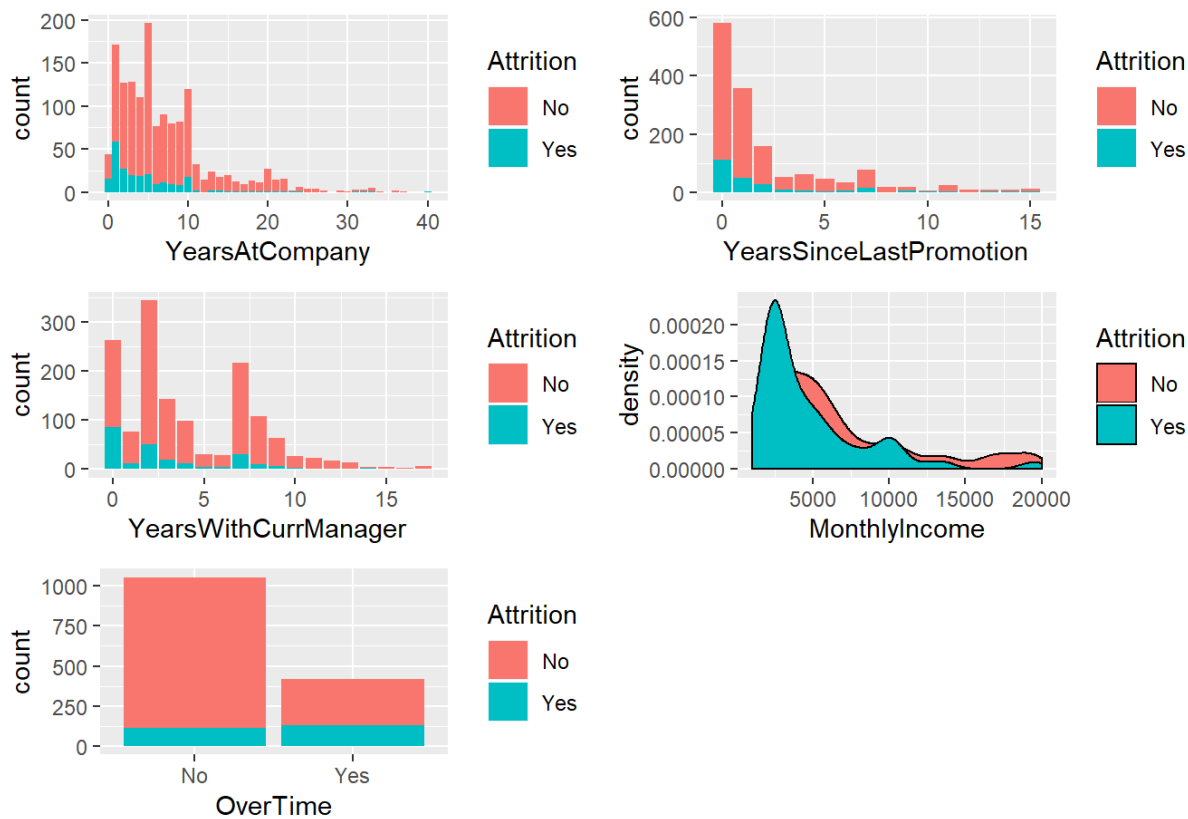 200
150
100
50
0
count
0
10
20
30
40
YearsAtCompany
Attrition
No
Yes
600
400
200
0
count
0
5
10
15
YearsSinceLastPromotion
Attrition
No
Yes
300
200
100
0
count
0
5
10
15
YearsWithCurrManager
Attrition
No
Yes
0.00020
0.00015
0.00010
0.00005
0.00000
density
5000
10000
15000
20000
MonthlyIncome
Attrition
No
Yes
1000
750
500
250
0
count
No
Yes
OverTime
Attrition
No
Yes